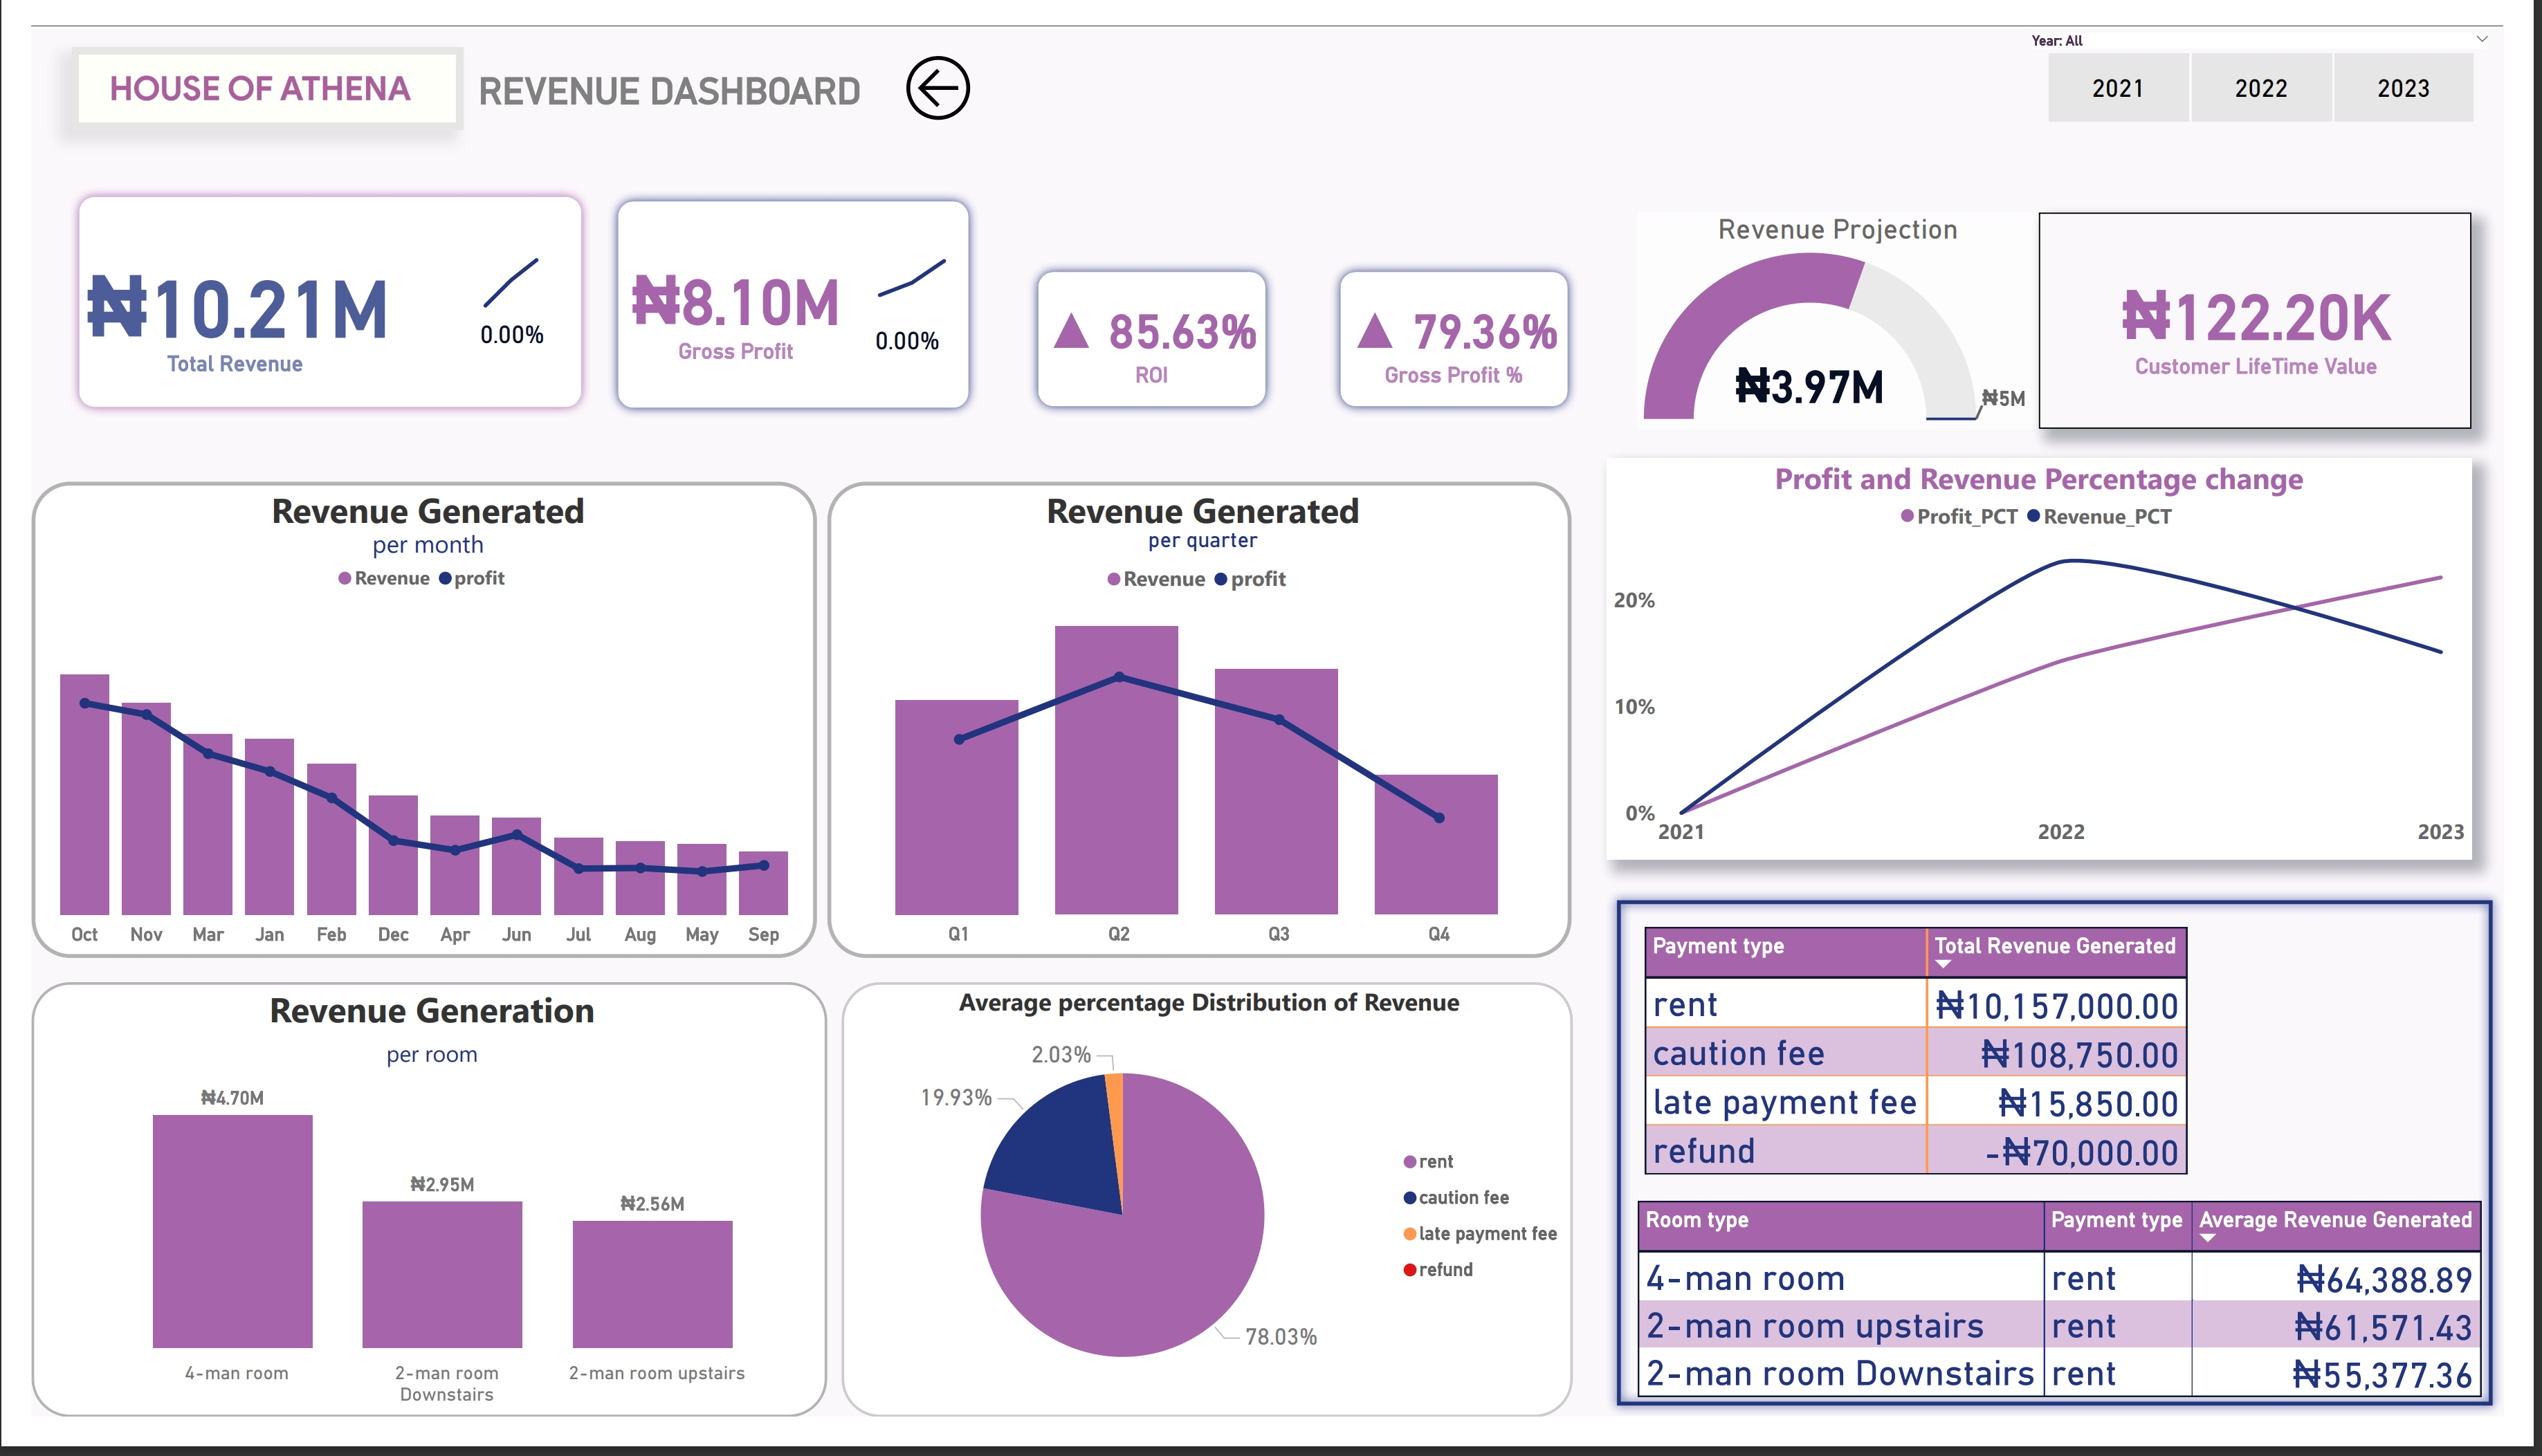 Year: All
HOUSE OF ATHENA
REVENUE DASHBOARD
2021 2022 2023
₦10.21M
Total Revenue
0.00%
₦8.10M
Gross Profit
0.00%
85.63%
ROI
79.36%
Gross Profit %
Revenue Projection
₦3.97M
₦5M
₦122.20K
Customer LifeTime Value
Revenue Generated
per month
Revenue profit
Oct Nov Mar Jan Feb Dec Apr Jun Jul Aug May Sep
Revenue Generated
per quarter
Revenue profit
Q1 Q2 Q3 Q4
Profit and Revenue Percentage change
Profit_PCT Revenue_PCT
20%
10%
0%
2021 2022 2023
Revenue Generation
per room
₦4.70M
₦2.95M
₦2.56M
4-man room
2-man room
Downstairs
2-man room upstairs
Average percentage Distribution of Revenue
2.03%
19.93%
78.03%
rent
caution fee
late payment fee
refund
Payment type Total Revenue Generated
rent ₦10,157,000.00
caution fee ₦108,750.00
late payment fee ₦15,850.00
refund -₦70,000.00
Room type Payment type Average Revenue Generated
4-man room rent ₦64,388.89
2-man room upstairs rent ₦61,571.43
2-man room Downstairs rent ₦55,377.36